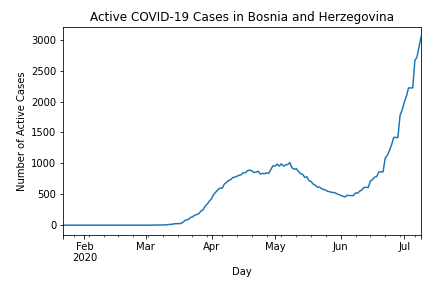 Active COVID-19 Cases in Bosnia and Herzegovina
Number of Active Cases
3000
2500
2000
1500
1000
500
0
Feb Mar Apr May Jun Jul
2020
Day